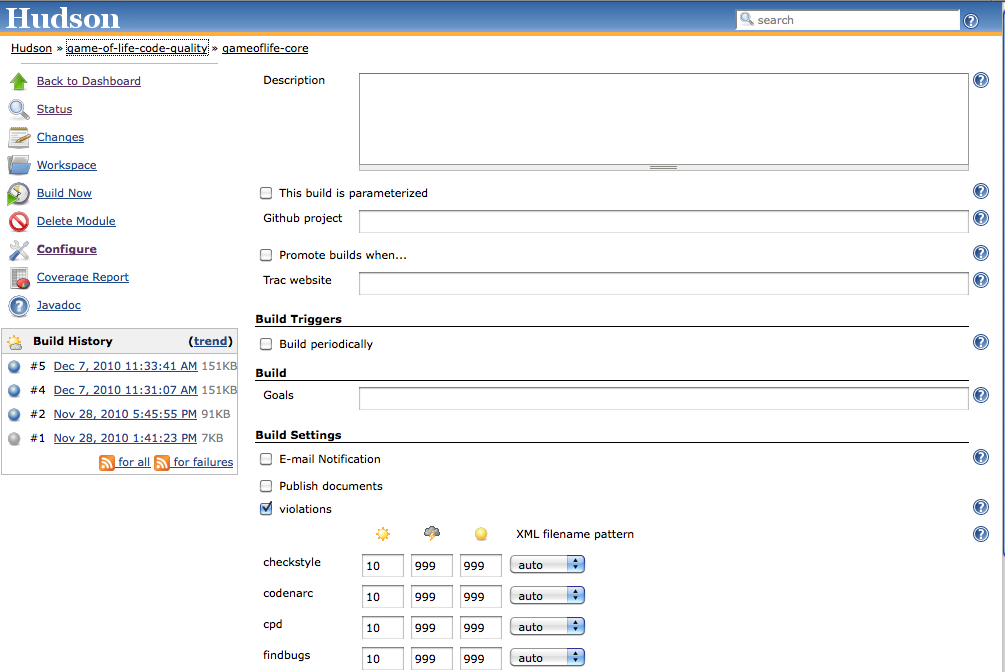 Hudson
search
Hudson » game-of-life-code-quality » gameoflife-core
Back to Dashboard
Status
Changes
Workspace
Build Now
Delete Module
Configure
Coverage Report
Javadoc
Build History (trend)
#5 Dec 7, 2010 11:33:41 AM 151KB
#4 Dec 7, 2010 11:31:07 AM 151KB
#2 Nov 28, 2010 5:45:55 PM 91KB
#1 Nov 28, 2010 1:41:23 PM 7KB
for all for failures
Description
This build is parameterized
Github project
Promote builds when...
Trac website
Build Triggers
Build periodically
Build
Goals
Build Settings
E-mail Notification
Publish documents
violations
XML filename pattern
checkstyle 10 999 999 auto
codenarc 10 999 999 auto
cpd 10 999 999 auto
findbugs 10 999 999 auto